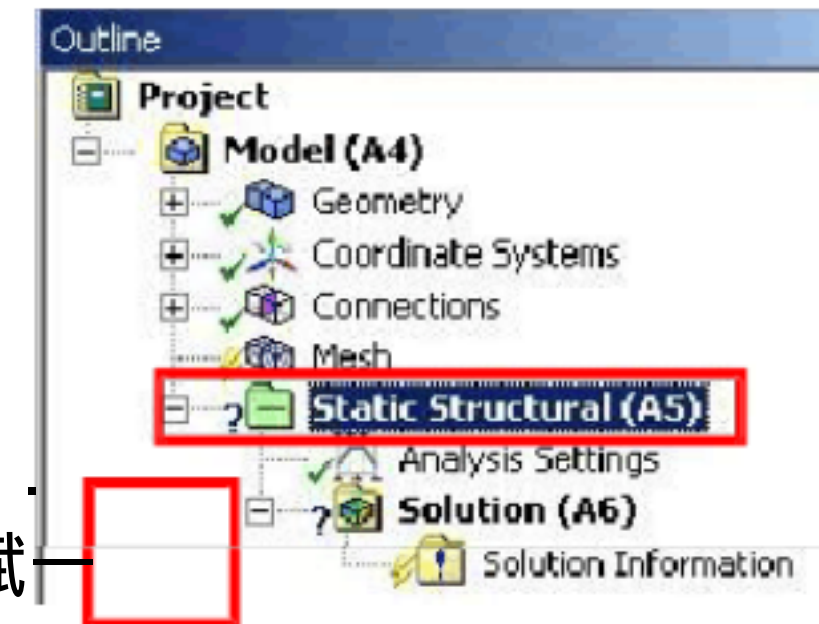 Outline
Project
Model (A4)
Geometry
Coordinate Systems
Connections
Mesh
Static Structural (A5)
Analysis Settings
Solution (A6)
Solution Information